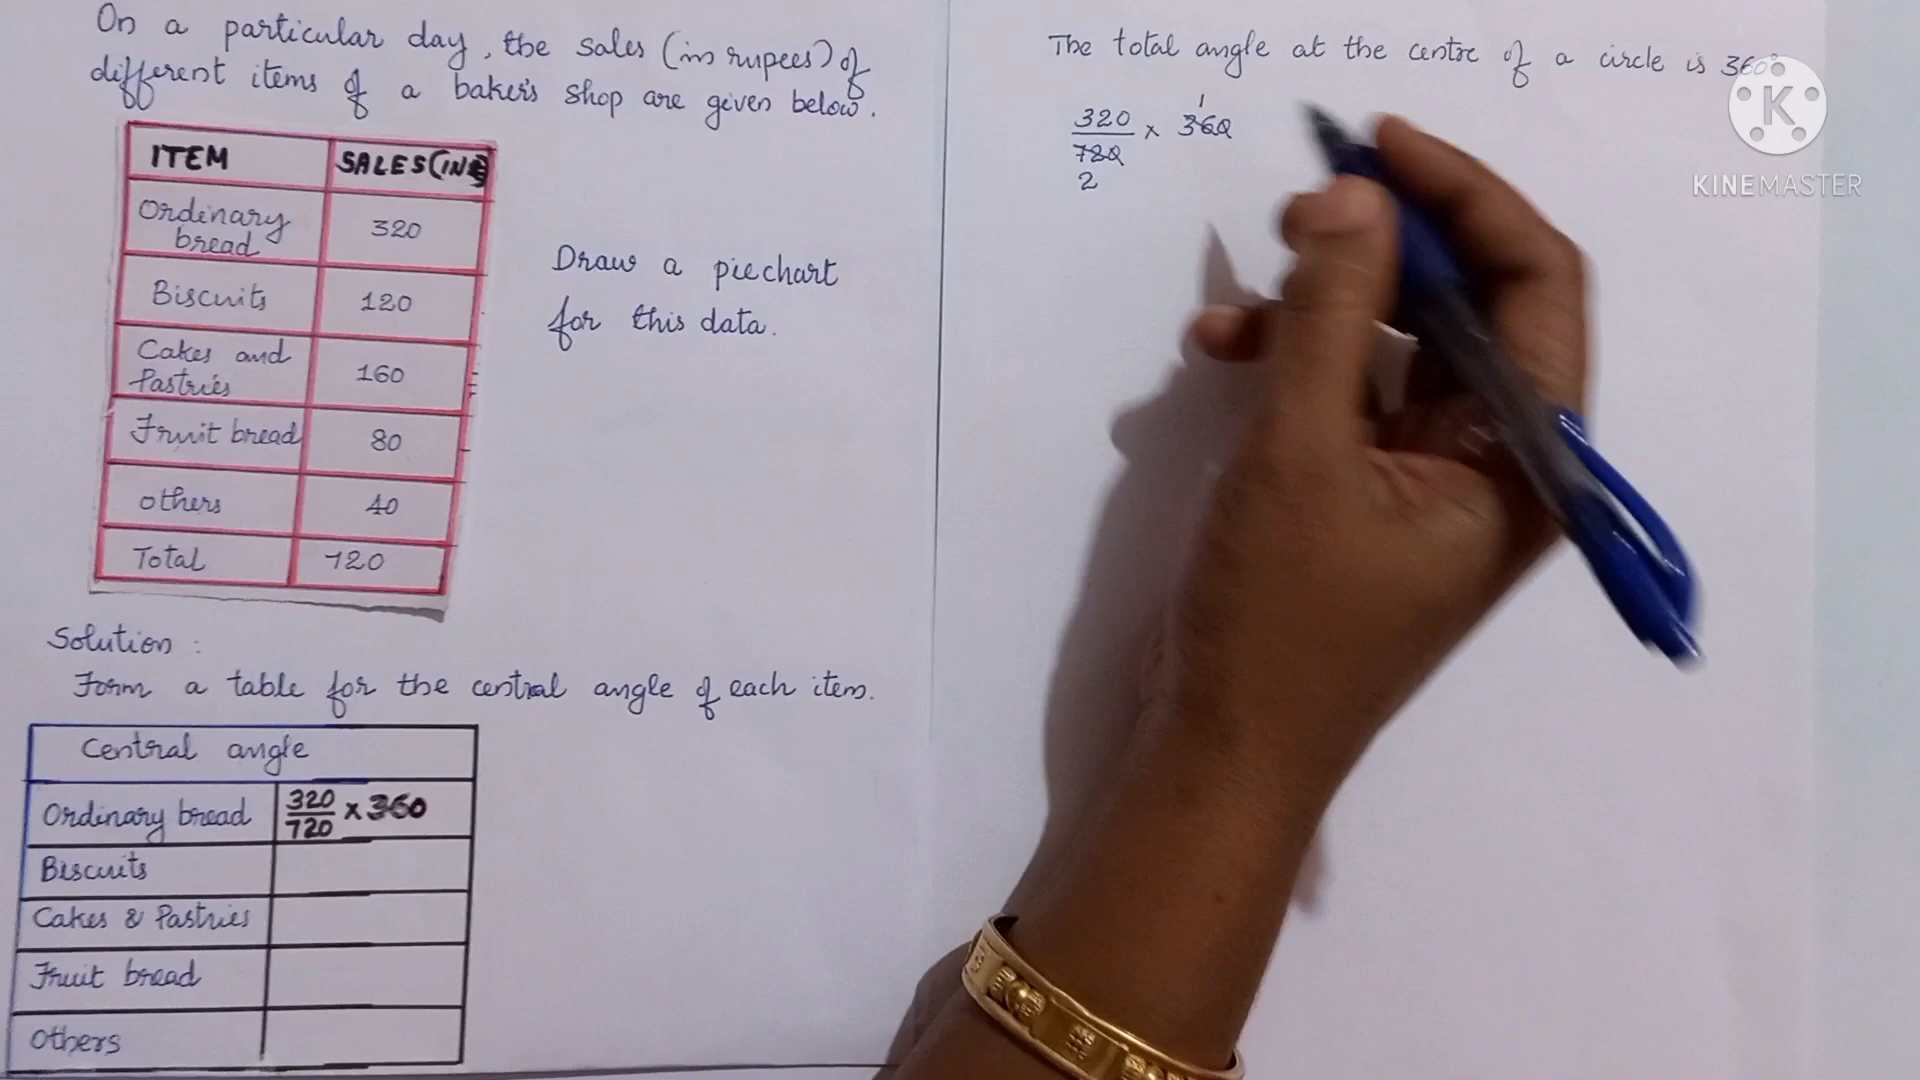 On a particular day, the sales (in rupees) of
different items of a baker's shop are given below.
ITEM SALES(IN
Ordinary bread 320
Biscuits 120
Cakes and Pastries 160
Fruit bread 80
others 40
Total 720
Draw a piechart
for this data.
Solution :
Form a table for the central angle of each item.
Central angle
Ordinary bread 320/720 x 360
Biscuits
Cakes & Pastries
Fruit bread
Others
The total angle at the centre of a circle is 360°
1
320/720 x 360
2
K
KINEMASTER